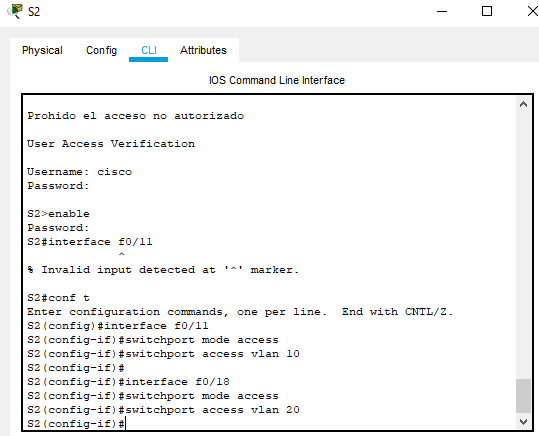 S2
Physical Config CLI Attributes
IOS Command Line Interface
Prohido el acceso no autorizado
User Access Verification
Username: cisco
Password:
S2>enable
Password:
S2#interface f0/11
^
% Invalid input detected at '^' marker.
S2#conf t
Enter configuration commands, one per line.  End with CNTL/Z.
S2(config)#interface f0/11
S2(config-if)#switchport mode access
S2(config-if)#switchport access vlan 10
S2(config-if)#
S2(config-if)#interface f0/18
S2(config-if)#switchport mode access
S2(config-if)#switchport access vlan 20
S2(config-if)#